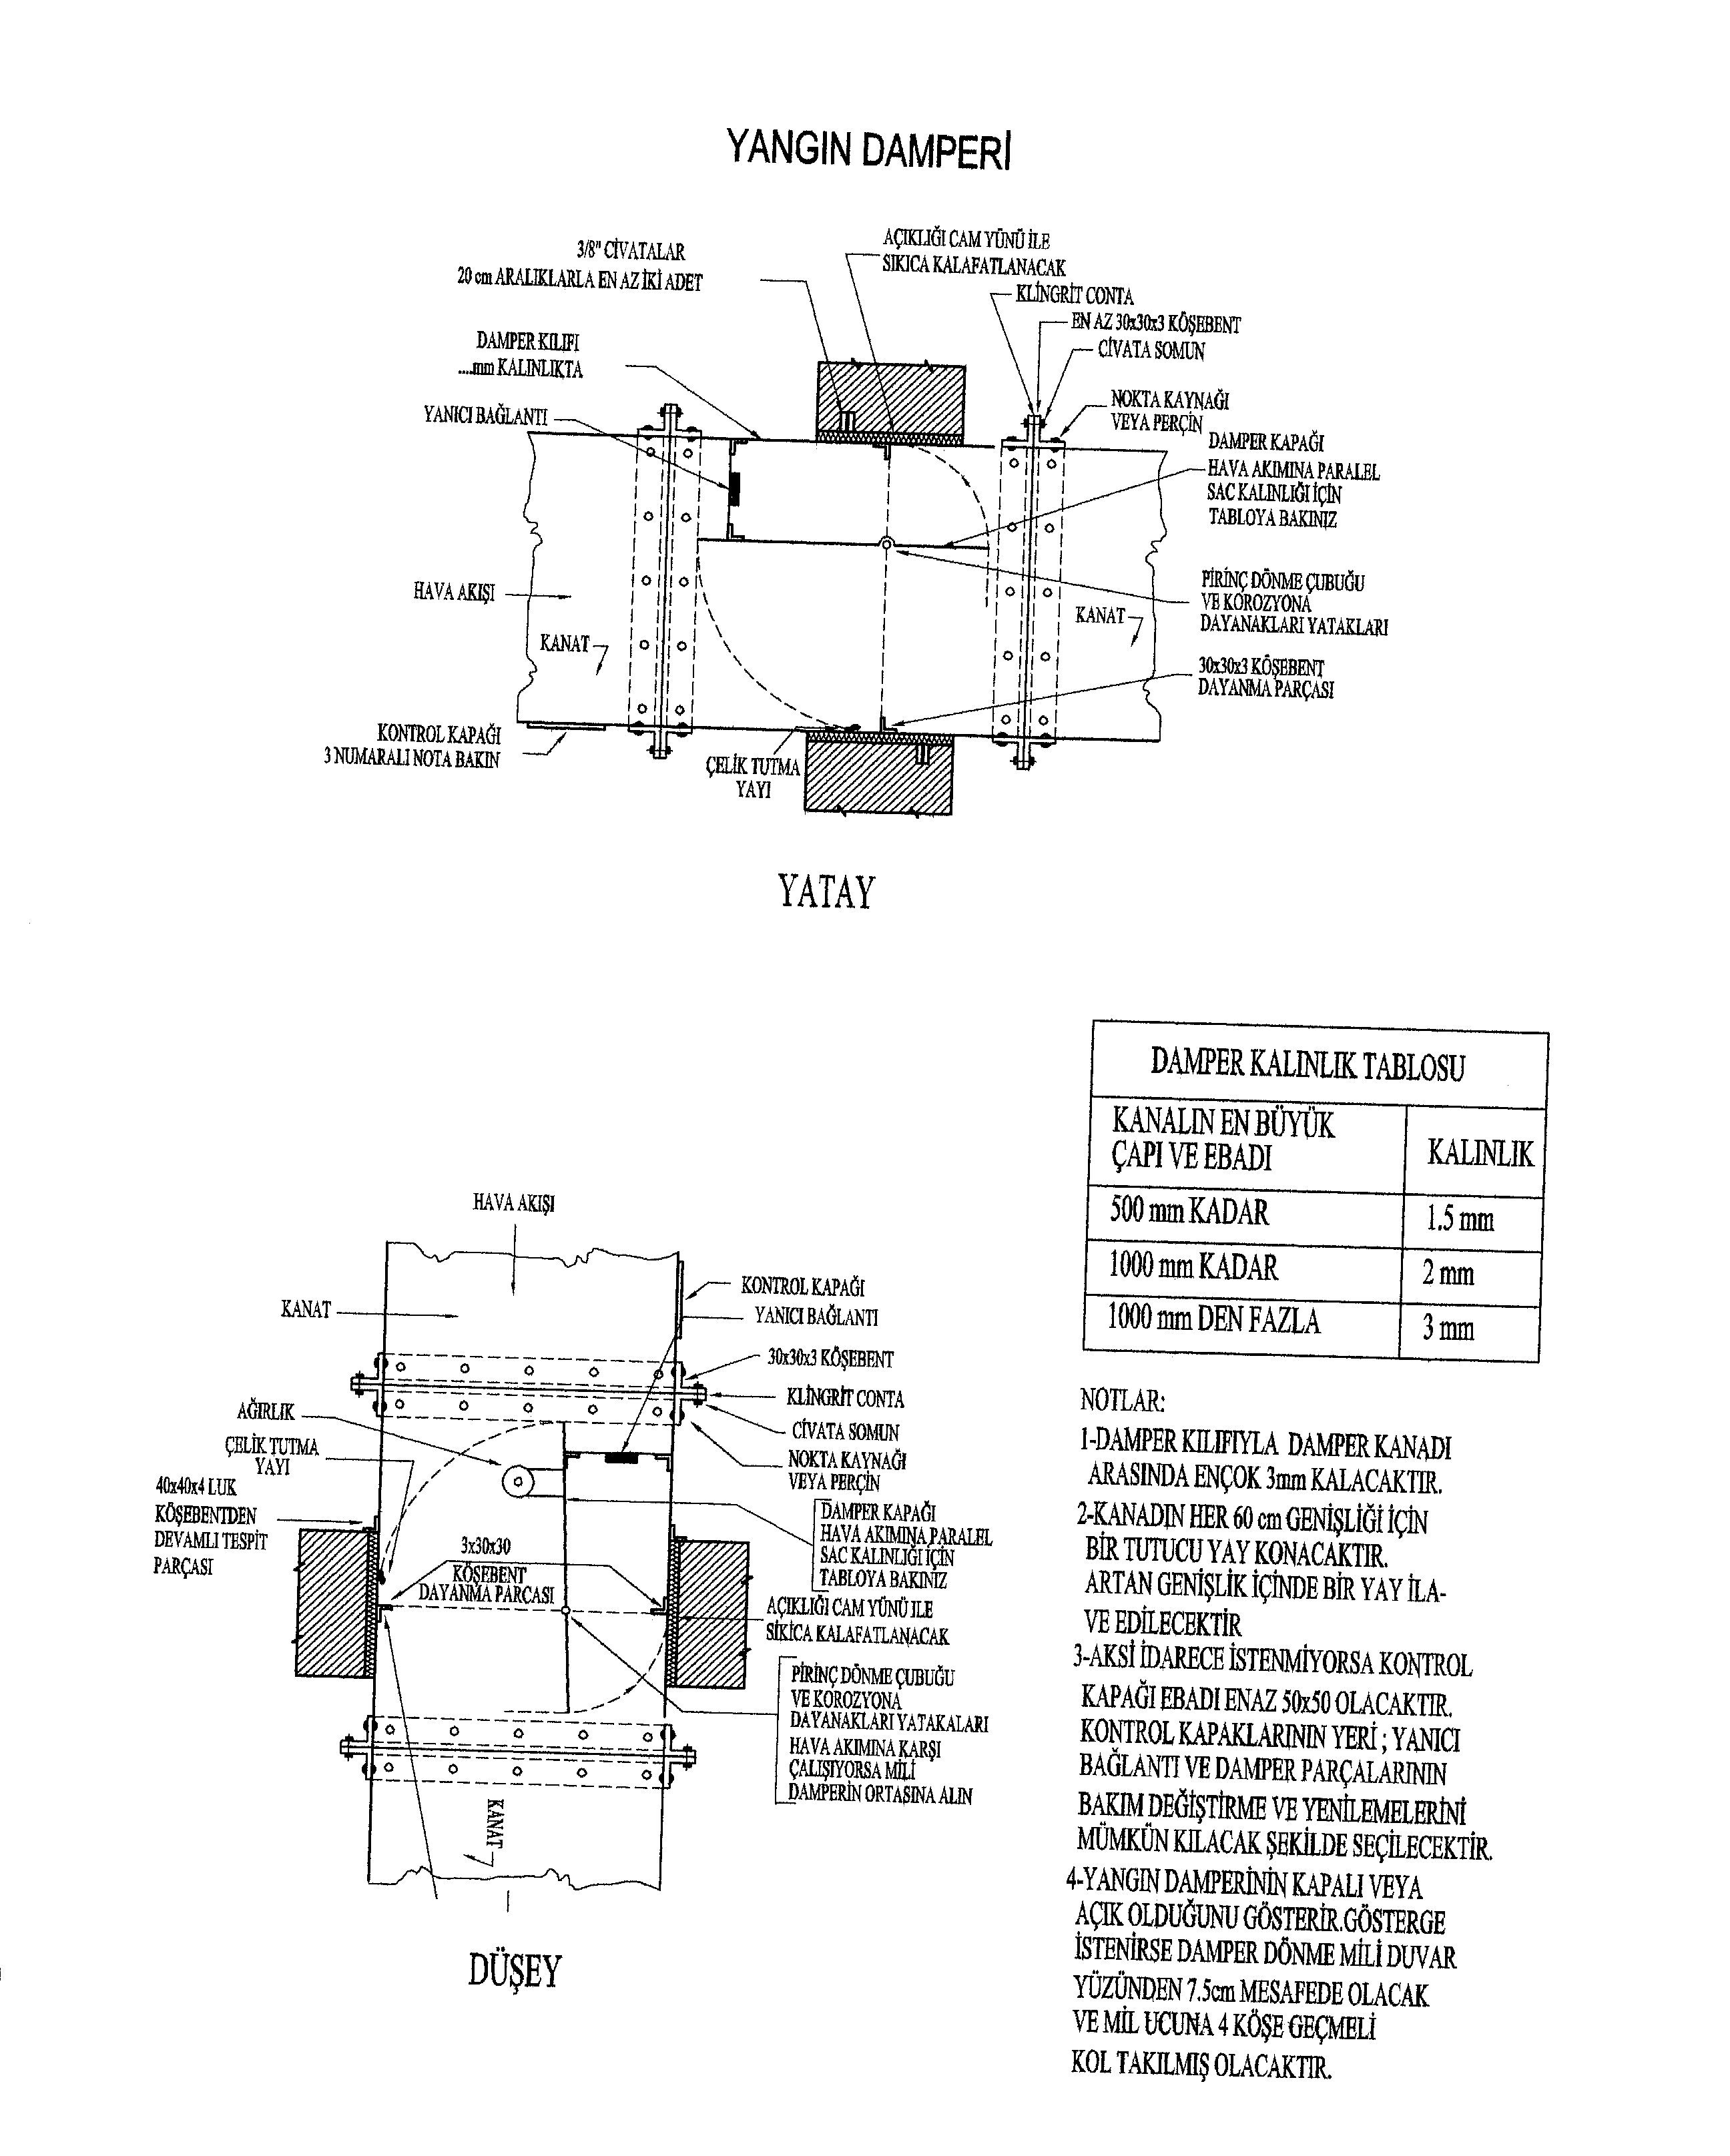 YANGIN DAMPERİ
3/8" CİVATALAR
20 cm ARALIKLARLA EN AZ İKİ ADET
AÇIKLIĞI CAM YÜNÜ İLE
SIKICA KALAFATLANACAK
KLİNGRİT CONTA
EN AZ 30x30x3 KÖŞEBENT
CİVATA SOMUN
DAMPER KILIFI
....mm KALINLIKTA
YANICI BAĞLANTI
NOKTA KAYNAĞI
VEYA PERÇİN
DAMPER KAPAĞI
HAVA AKIMINA PARALEL
SAC KALINLIĞI İÇİN
TABLOYA BAKINIZ
HAVA AKIŞI
KANAT
KANAT
PİRİNÇ DÖNME ÇUBUĞU
VE KOROZYONA
DAYANAKLARI YATAKLARI
30x30x3 KÖŞEBENT
DAYANMA PARÇASI
KONTROL KAPAĞI
3 NUMARALI NOTA BAKIN
ÇELİK TUTMA
YAYI
YATAY
DAMPER KALINLIK TABLOSU
KANALIN EN BÜYÜK
ÇAPI VE EBADI
KALINLIK
500 mm KADAR
1.5 mm
1000 mm KADAR
2 mm
1000 mm DEN FAZLA
3 mm
HAVA AKIŞI
KANAT
KONTROL KAPAĞI
YANICI BAĞLANTI
30x30x3 KÖŞEBENT
KLİNGRİT CONTA
CİVATA SOMUN
NOKTA KAYNAĞI
VEYA PERÇİN
AĞIRLIK
ÇELİK TUTMA
YAYI
40x40x4 LUK
KÖŞEBENTDEN
DEVAMLI TESPİT
PARÇASI
3x30x30
KÖŞEBENT
DAYANMA PARÇASI
DAMPER KAPAĞI
HAVA AKIMINA PARALEL
SAC KALINLIĞI İÇİN
TABLOYA BAKINIZ
AÇIKLIĞI CAM YÜNÜ İLE
SİKİCA KALAFATLANACAK
PİRİNÇ DÖNME ÇUBUĞU
VE KOROZYONA
DAYANAKLARI YATAKALARI
HAVA AKIMINA KARŞI
ÇALIŞIYORSA MİLİ
DAMPERİN ORTASINA ALIN
KANAT
DÜŞEY
NOTLAR:
1-DAMPER KILIFIYLA DAMPER KANADI
ARASINDA ENÇOK 3mm KALACAKTIR.
2-KANADIN HER 60 cm GENİŞLİĞİ İÇİN
BİR TUTUCU YAY KONACAKTIR.
ARTAN GENİŞLİK İÇİNDE BİR YAY İLA-
VE EDİLECEKTİR
3-AKSİ İDARECE İSTENMİYORSA KONTROL
KAPAĞI EBADI ENAZ 50x50 OLACAKTIR.
KONTROL KAPAKLARININ YERİ ; YANICI
BAĞLANTI VE DAMPER PARÇALARININ
BAKIM DEĞİŞTİRME VE YENİLEMELERİNİ
MÜMKÜN KILACAK ŞEKİLDE SEÇİLECEKTİR.
4-YANGIN DAMPERİNİN KAPALI VEYA
AÇIK OLDUĞUNU GÖSTERİR.GÖSTERGE
İSTENİRSE DAMPER DÖNME MİLİ DUVAR
YÜZÜNDEN 7.5cm MESAFEDE OLACAK
VE MİL UCUNA 4 KÖŞE GEÇMELİ
KOL TAKILMIŞ OLACAKTIR.